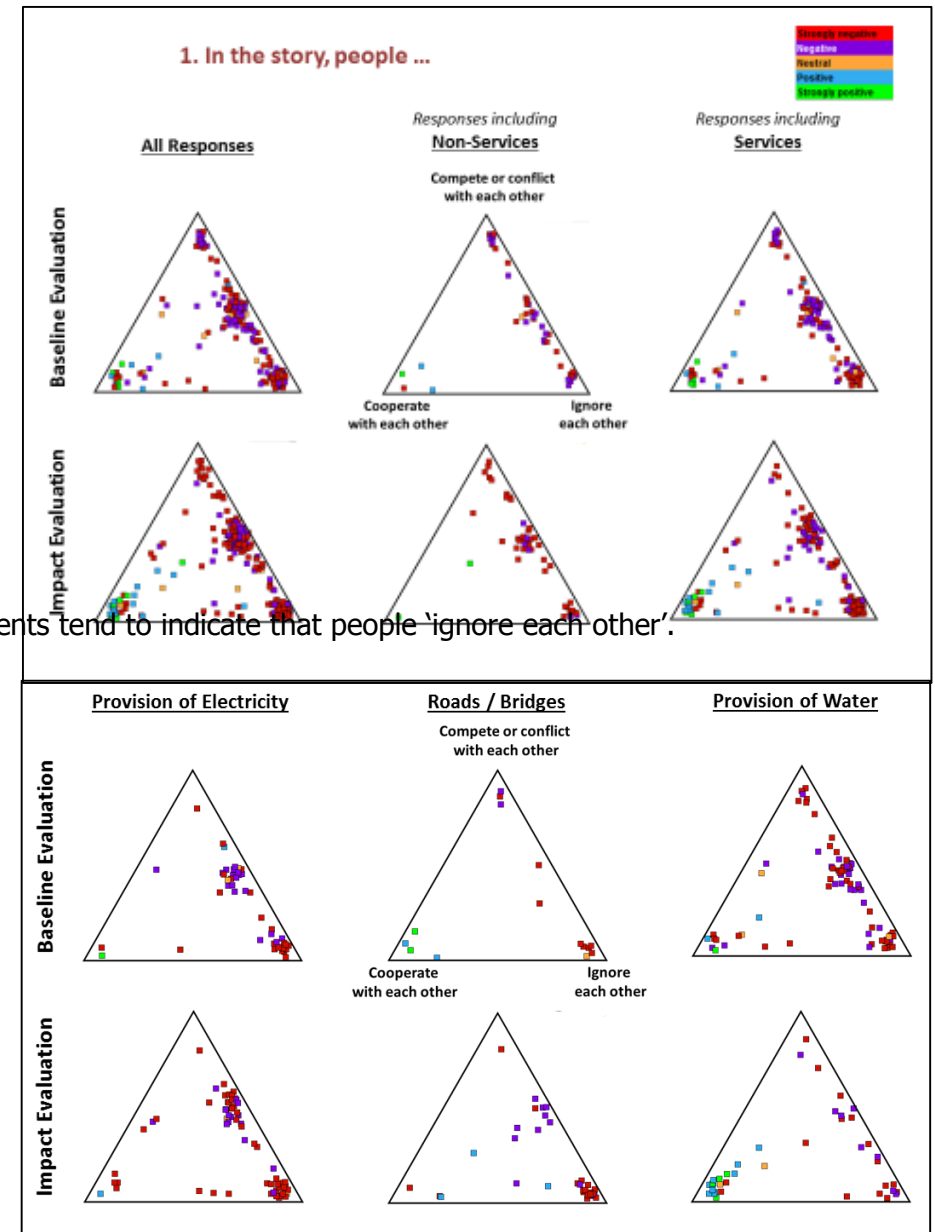 1. In the story, people ...
Strongly negative
Negative
Neutral
Positive
Strongly positive
All Responses
Responses including
Non-Services
Responses including
Services
Compete or conflict
with each other
Baseline Evaluation
Cooperate
with each other
Ignore
each other
Impact Evaluation
ents tend to indicate that people ‘ignore each other’.
Provision of Electricity
Roads / Bridges
Provision of Water
Compete or conflict
with each other
Baseline Evaluation
Cooperate
with each other
Ignore
each other
Impact Evaluation